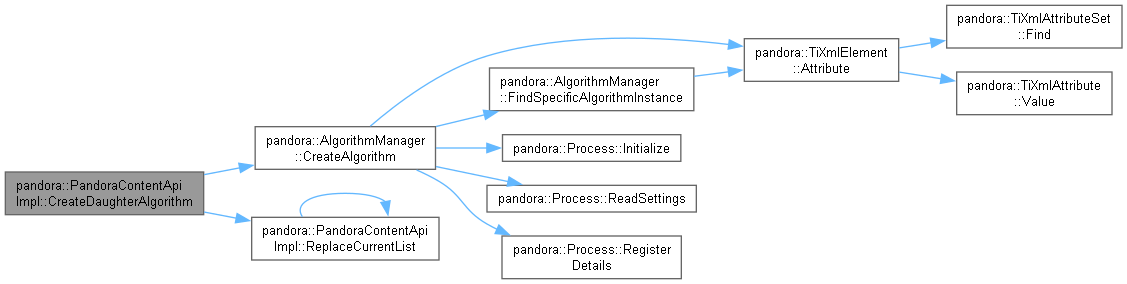 pandora::PandoraContentApi
Impl::CreateDaughterAlgorithm
pandora::AlgorithmManager
::CreateAlgorithm
pandora::PandoraContentApi
Impl::ReplaceCurrentList
pandora::AlgorithmManager
::FindSpecificAlgorithmInstance
pandora::Process::Initialize
pandora::Process::ReadSettings
pandora::Process::Register
Details
pandora::TiXmlElement
::Attribute
pandora::TiXmlAttributeSet
::Find
pandora::TiXmlAttribute
::Value